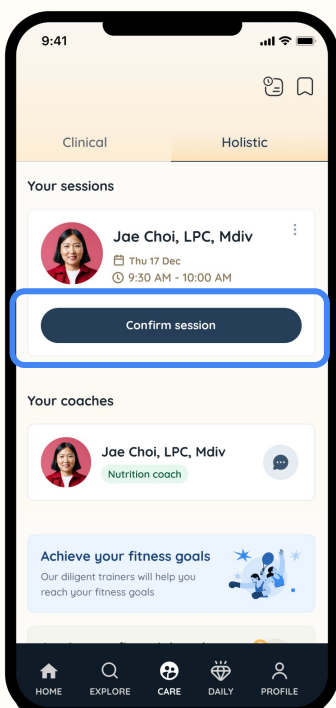 9:41
Clinical
Holistic
Your sessions
Jae Choi, LPC, Mdiv
Thu 17 Dec
9:30 AM - 10:00 AM
Confirm session
Your coaches
Jae Choi, LPC, Mdiv
Nutrition coach
Achieve your fitness goals
Our diligent trainers will help you
reach your fitness goals
HOME
EXPLORE
CARE
DAILY
PROFILE